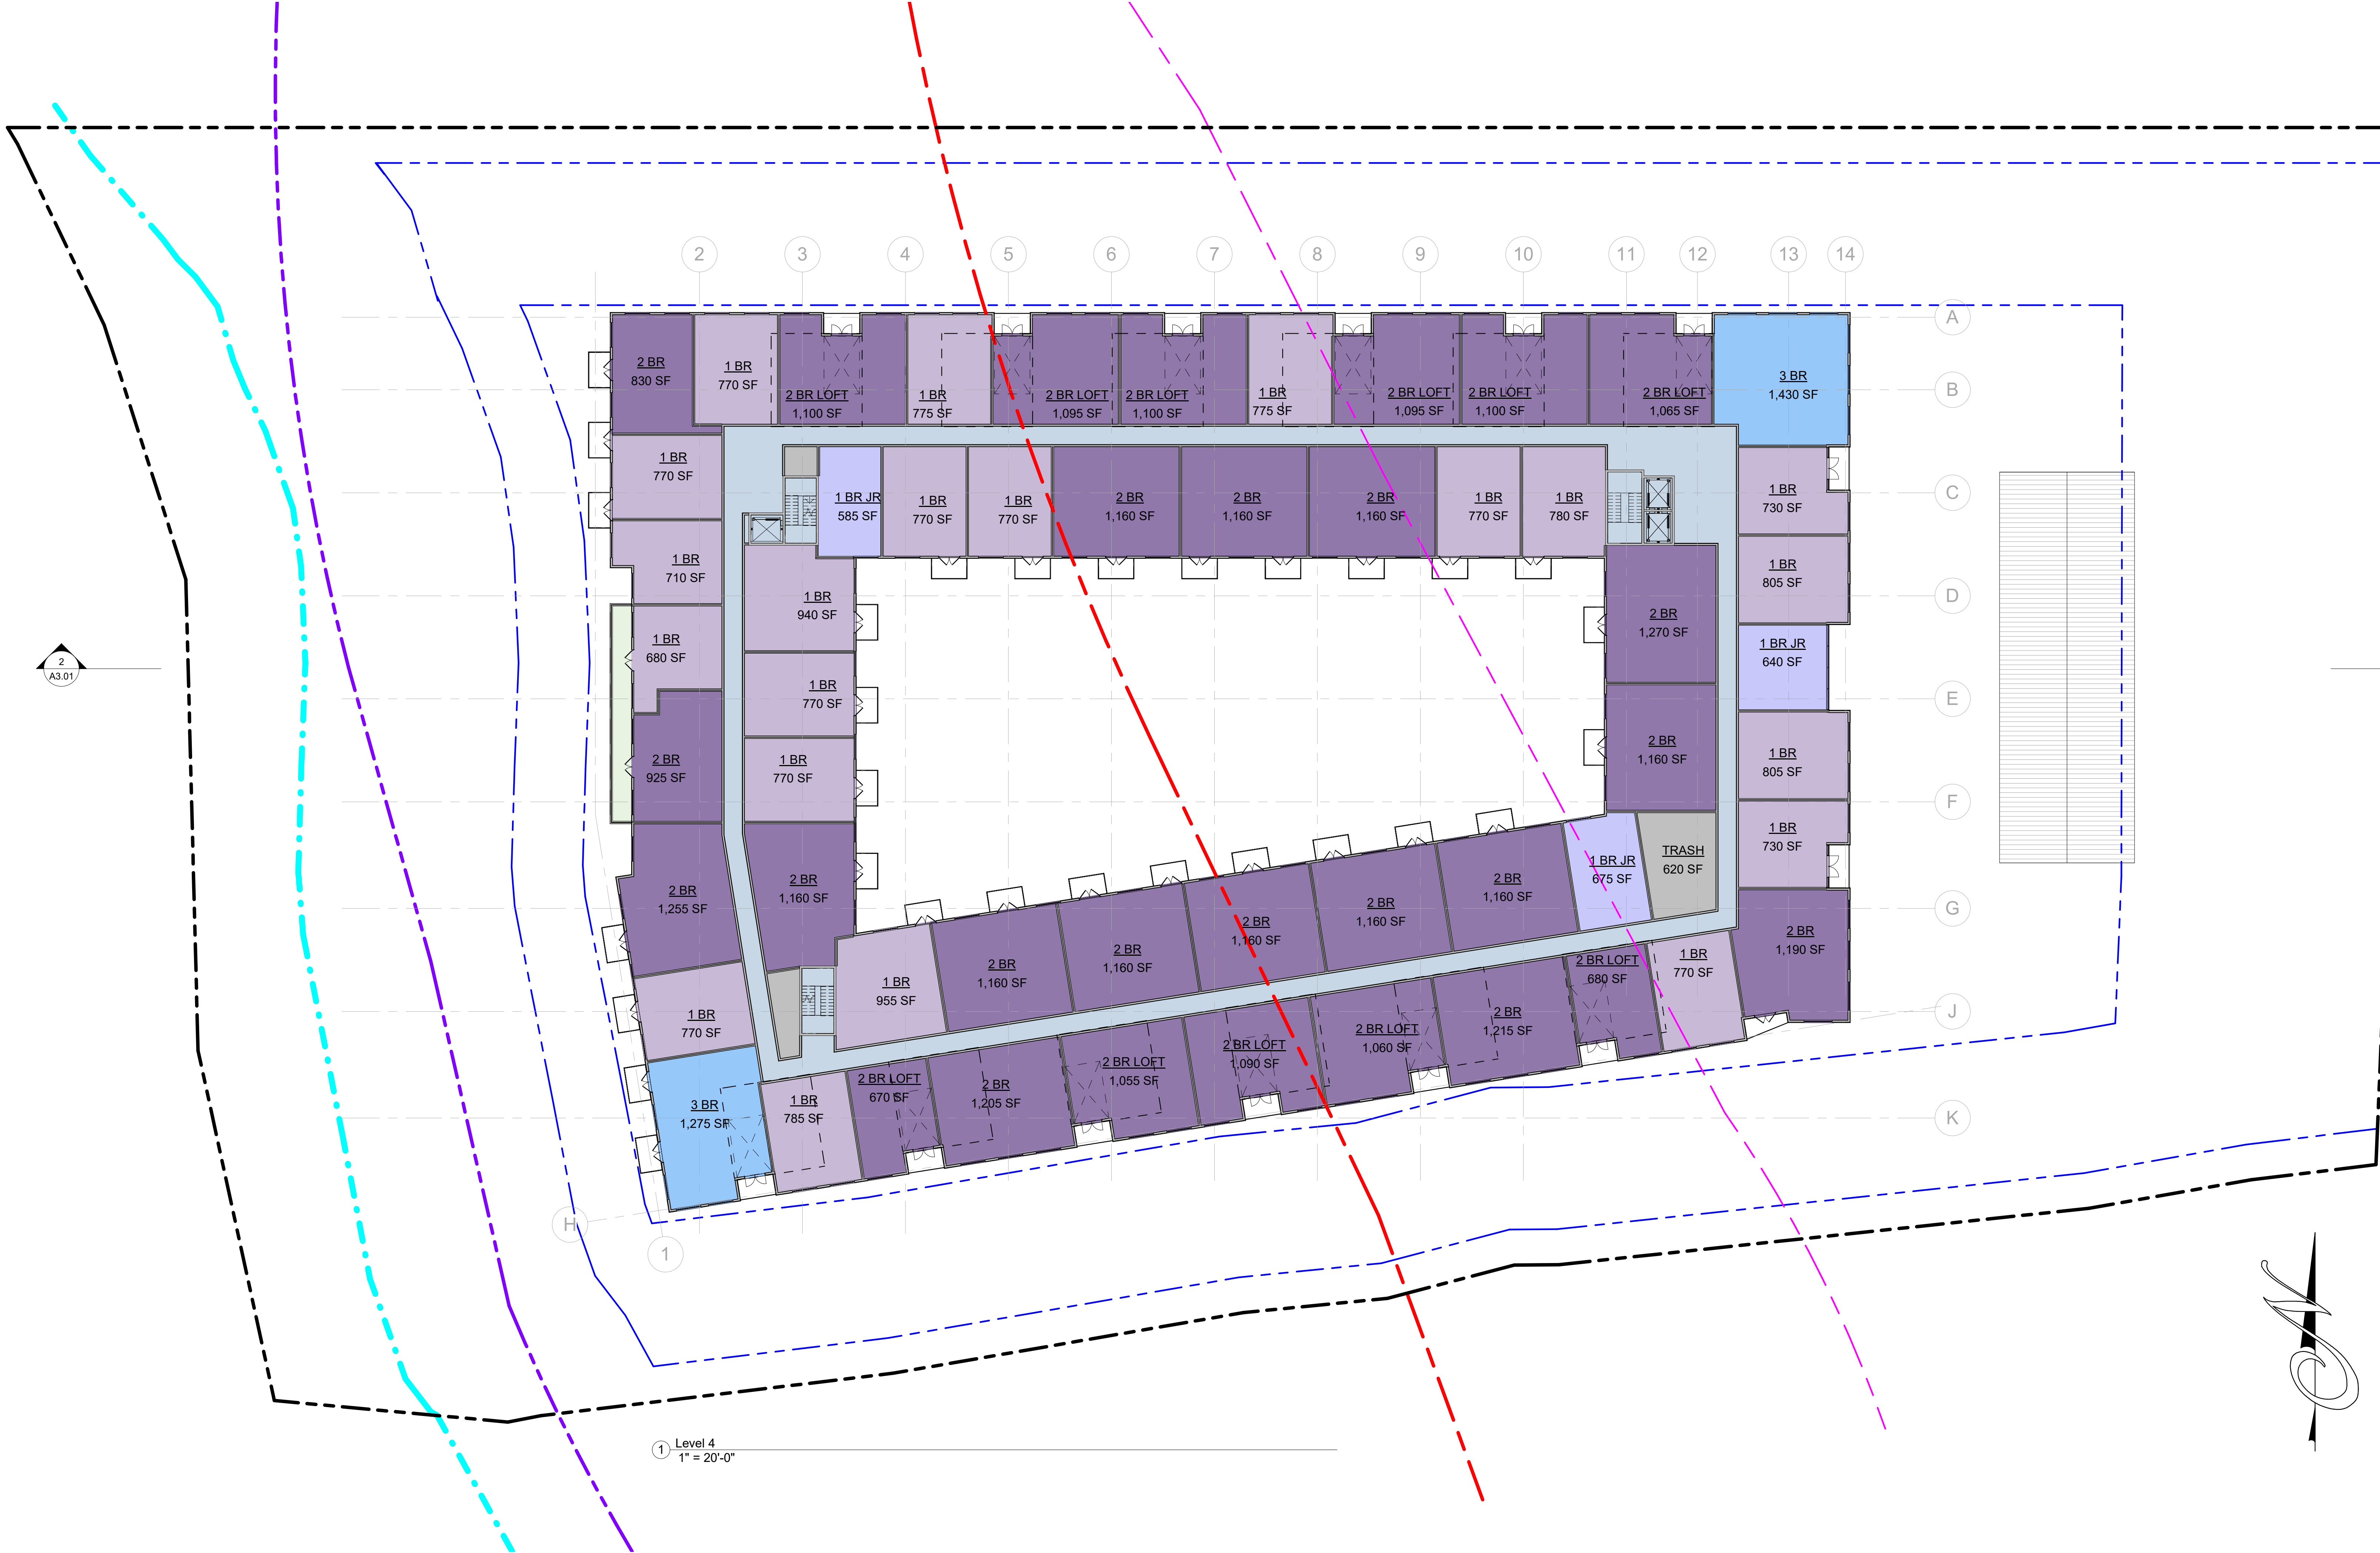 2
3
4
5
6
7
8
9
10
11
12
13
14
A
B
C
D
E
F
G
J
K
H
1
2
A3.01
2 BR
830 SF
1 BR
770 SF
2 BR LOFT
1,100 SF
1 BR
775 SF
2 BR LOFT
1,095 SF
2 BR LOFT
1,100 SF
1 BR
775 SF
2 BR LOFT
1,095 SF
2 BR LOFT
1,100 SF
2 BR LOFT
1,065 SF
3 BR
1,430 SF
1 BR
770 SF
1 BR JR
585 SF
1 BR
770 SF
1 BR
770 SF
2 BR
1,160 SF
2 BR
1,160 SF
2 BR
1,160 SF
1 BR
770 SF
1 BR
780 SF
1 BR
730 SF
1 BR
710 SF
1 BR
940 SF
2 BR
1,270 SF
1 BR
805 SF
1 BR
680 SF
1 BR
770 SF
1 BR JR
640 SF
2 BR
925 SF
1 BR
770 SF
2 BR
1,160 SF
1 BR
805 SF
2 BR
1,255 SF
2 BR
1,160 SF
1 BR JR
675 SF
TRASH
620 SF
1 BR
730 SF
1 BR
955 SF
2 BR
1,160 SF
2 BR
1,160 SF
2 BR
1,160 SF
2 BR
1,160 SF
2 BR
1,160 SF
2 BR
1,190 SF
1 BR
770 SF
3 BR
1,275 SF
1 BR
785 SF
2 BR LOFT
670 SF
2 BR
1,205 SF
2 BR LOFT
1,055 SF
2 BR LOFT
1,090 SF
2 BR LOFT
1,060 SF
2 BR
1,215 SF
2 BR LOFT
680 SF
1 BR
770 SF
1
Level 4
1" = 20'-0"